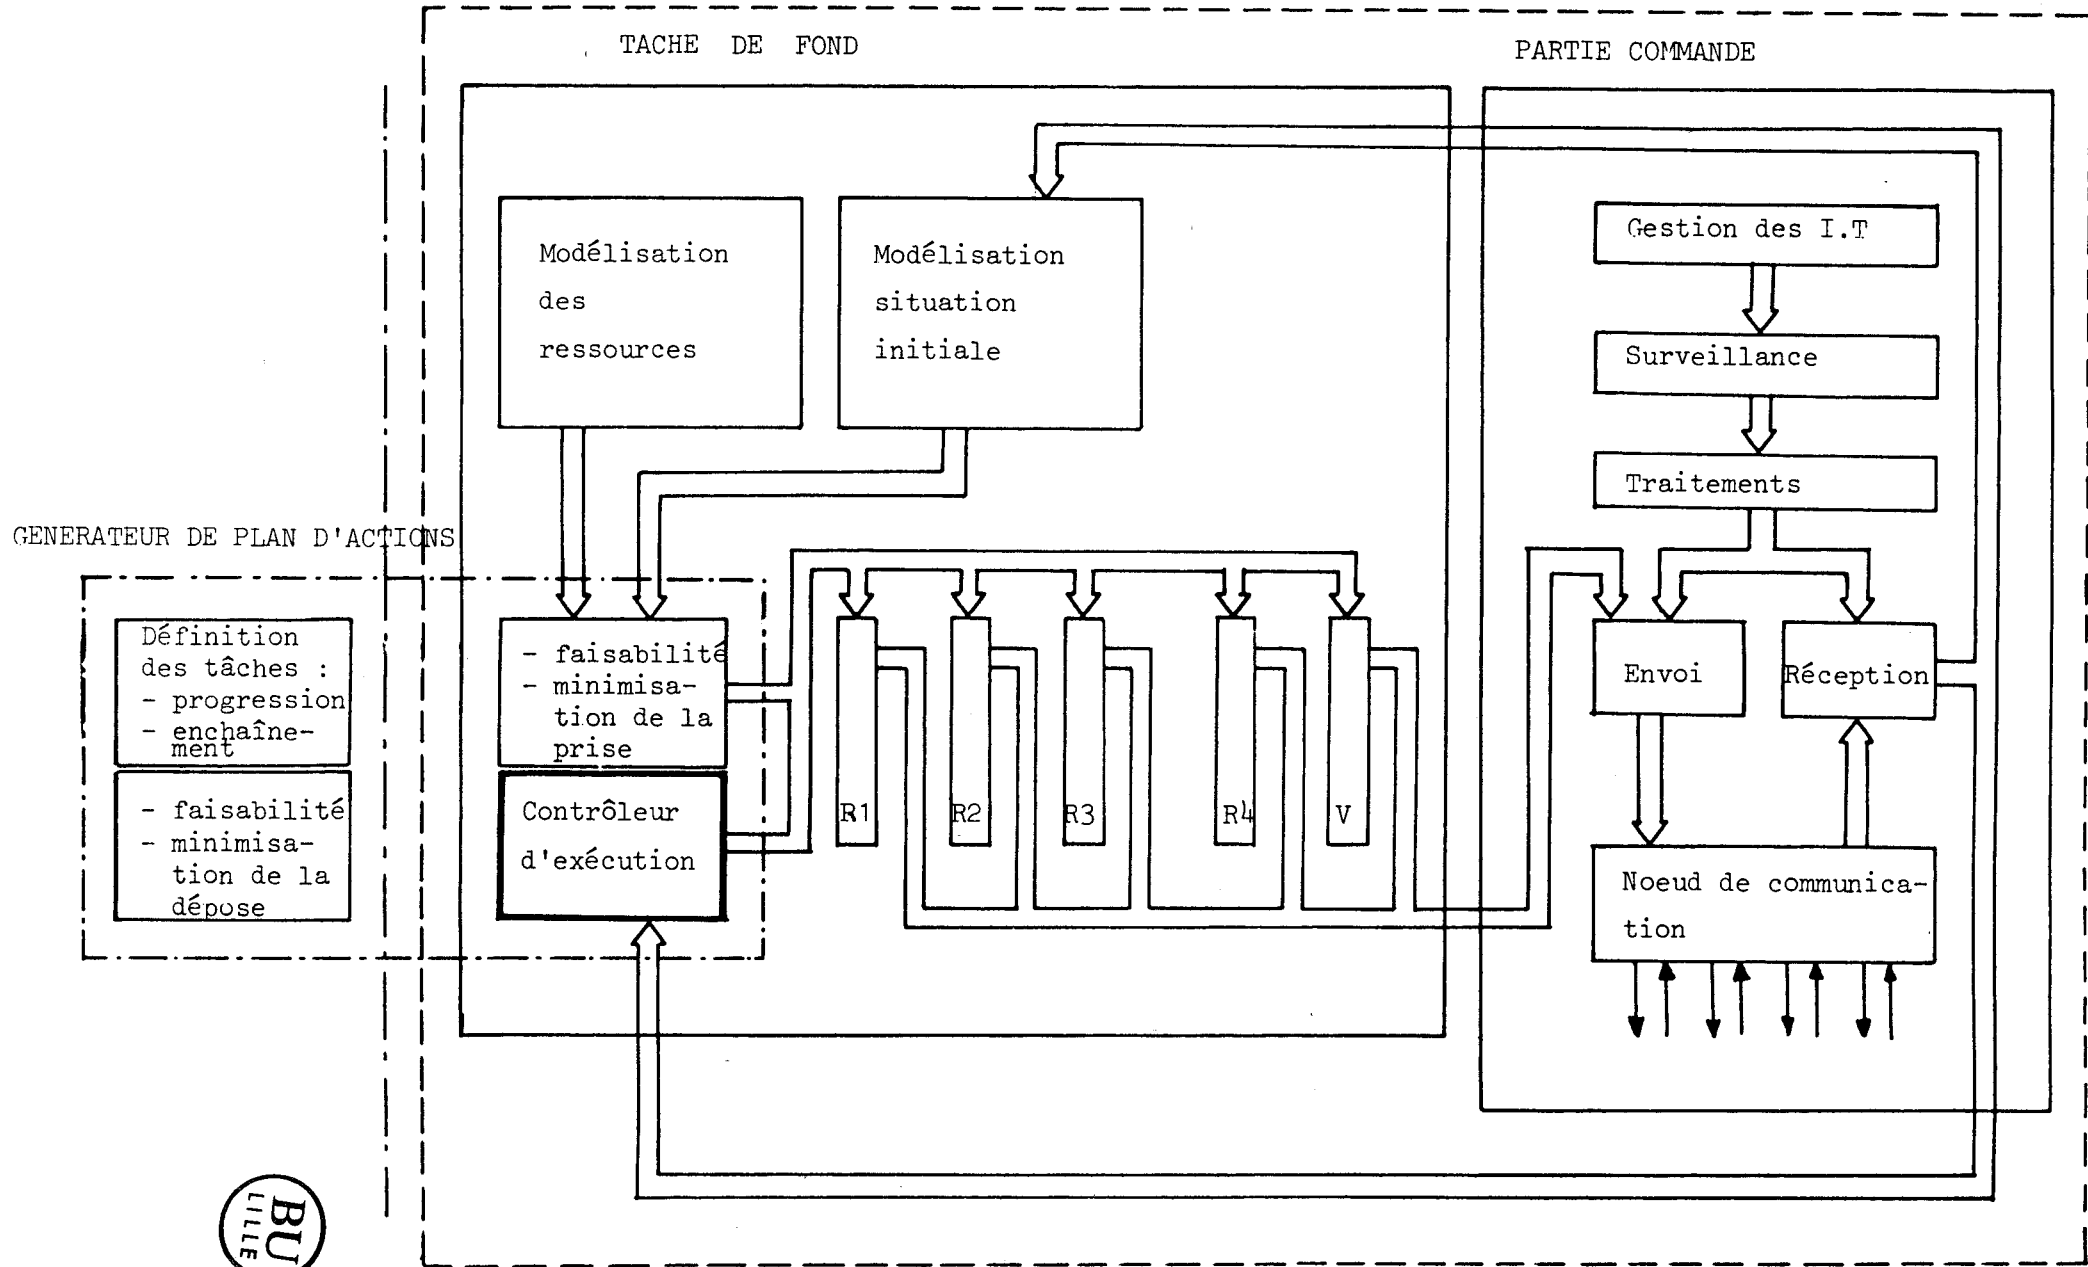 TACHE DE FOND
PARTIE COMMANDE
Modélisation
des
ressources
Modélisation
situation
initiale
Gestion des I.T
Surveillance
Traitements
GENERATEUR DE PLAN D'ACTIONS
Définition
des tâches :
- progression
- enchaîne-
ment
- faisabilité
- minimisa-
tion de la
dépose
- faisabilité
- minimisa-
tion de la
prise
Contrôleur
d'exécution
R1
R2
R3
R4
V
Envoi
Réception
Noeud de communica-
tion
BU
LILLE